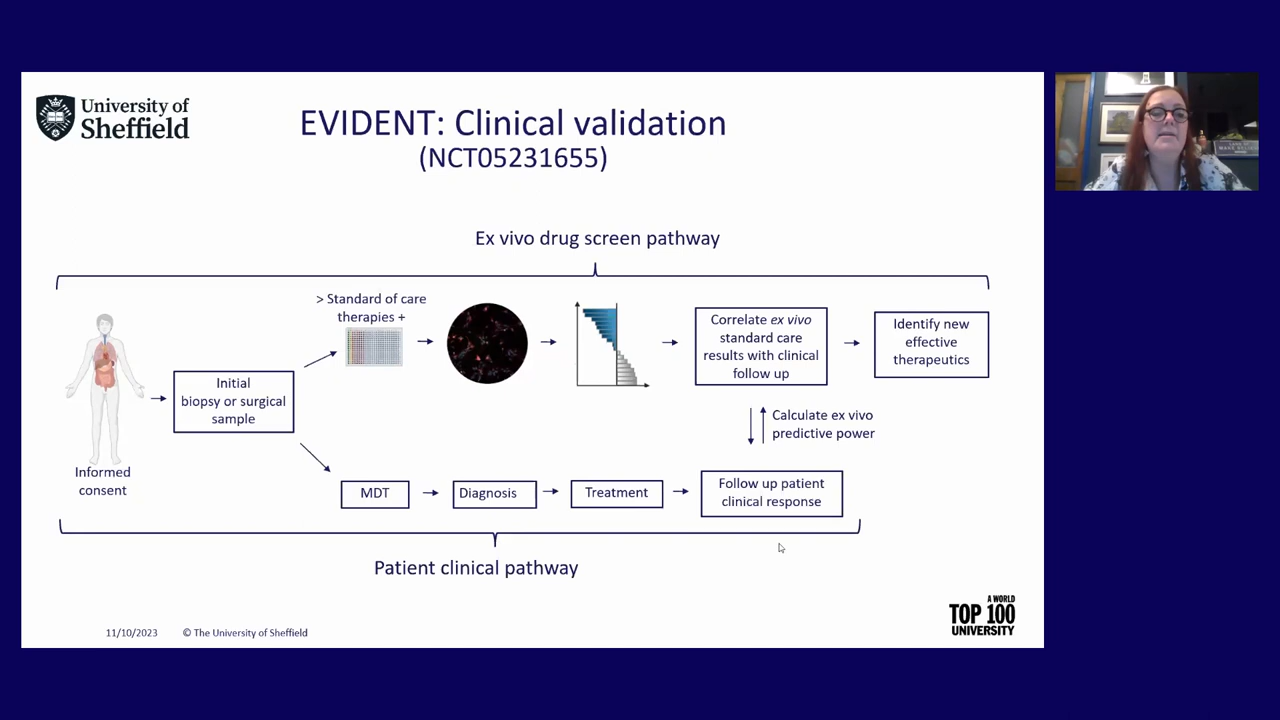 University of
Sheffield
EVIDENT: Clinical validation
(NCT05231655)
Ex vivo drug screen pathway
> Standard of care
therapies +
Correlate ex vivo
standard care
results with clinical
follow up
Identify new
effective
therapeutics
Initial
biopsy or surgical
sample
Calculate ex vivo
predictive power
Informed
consent
MDT
Diagnosis
Treatment
Follow up patient
clinical response
Patient clinical pathway
11/10/2023
© The University of Sheffield
A WORLD
TOP 100
UNIVERSITY